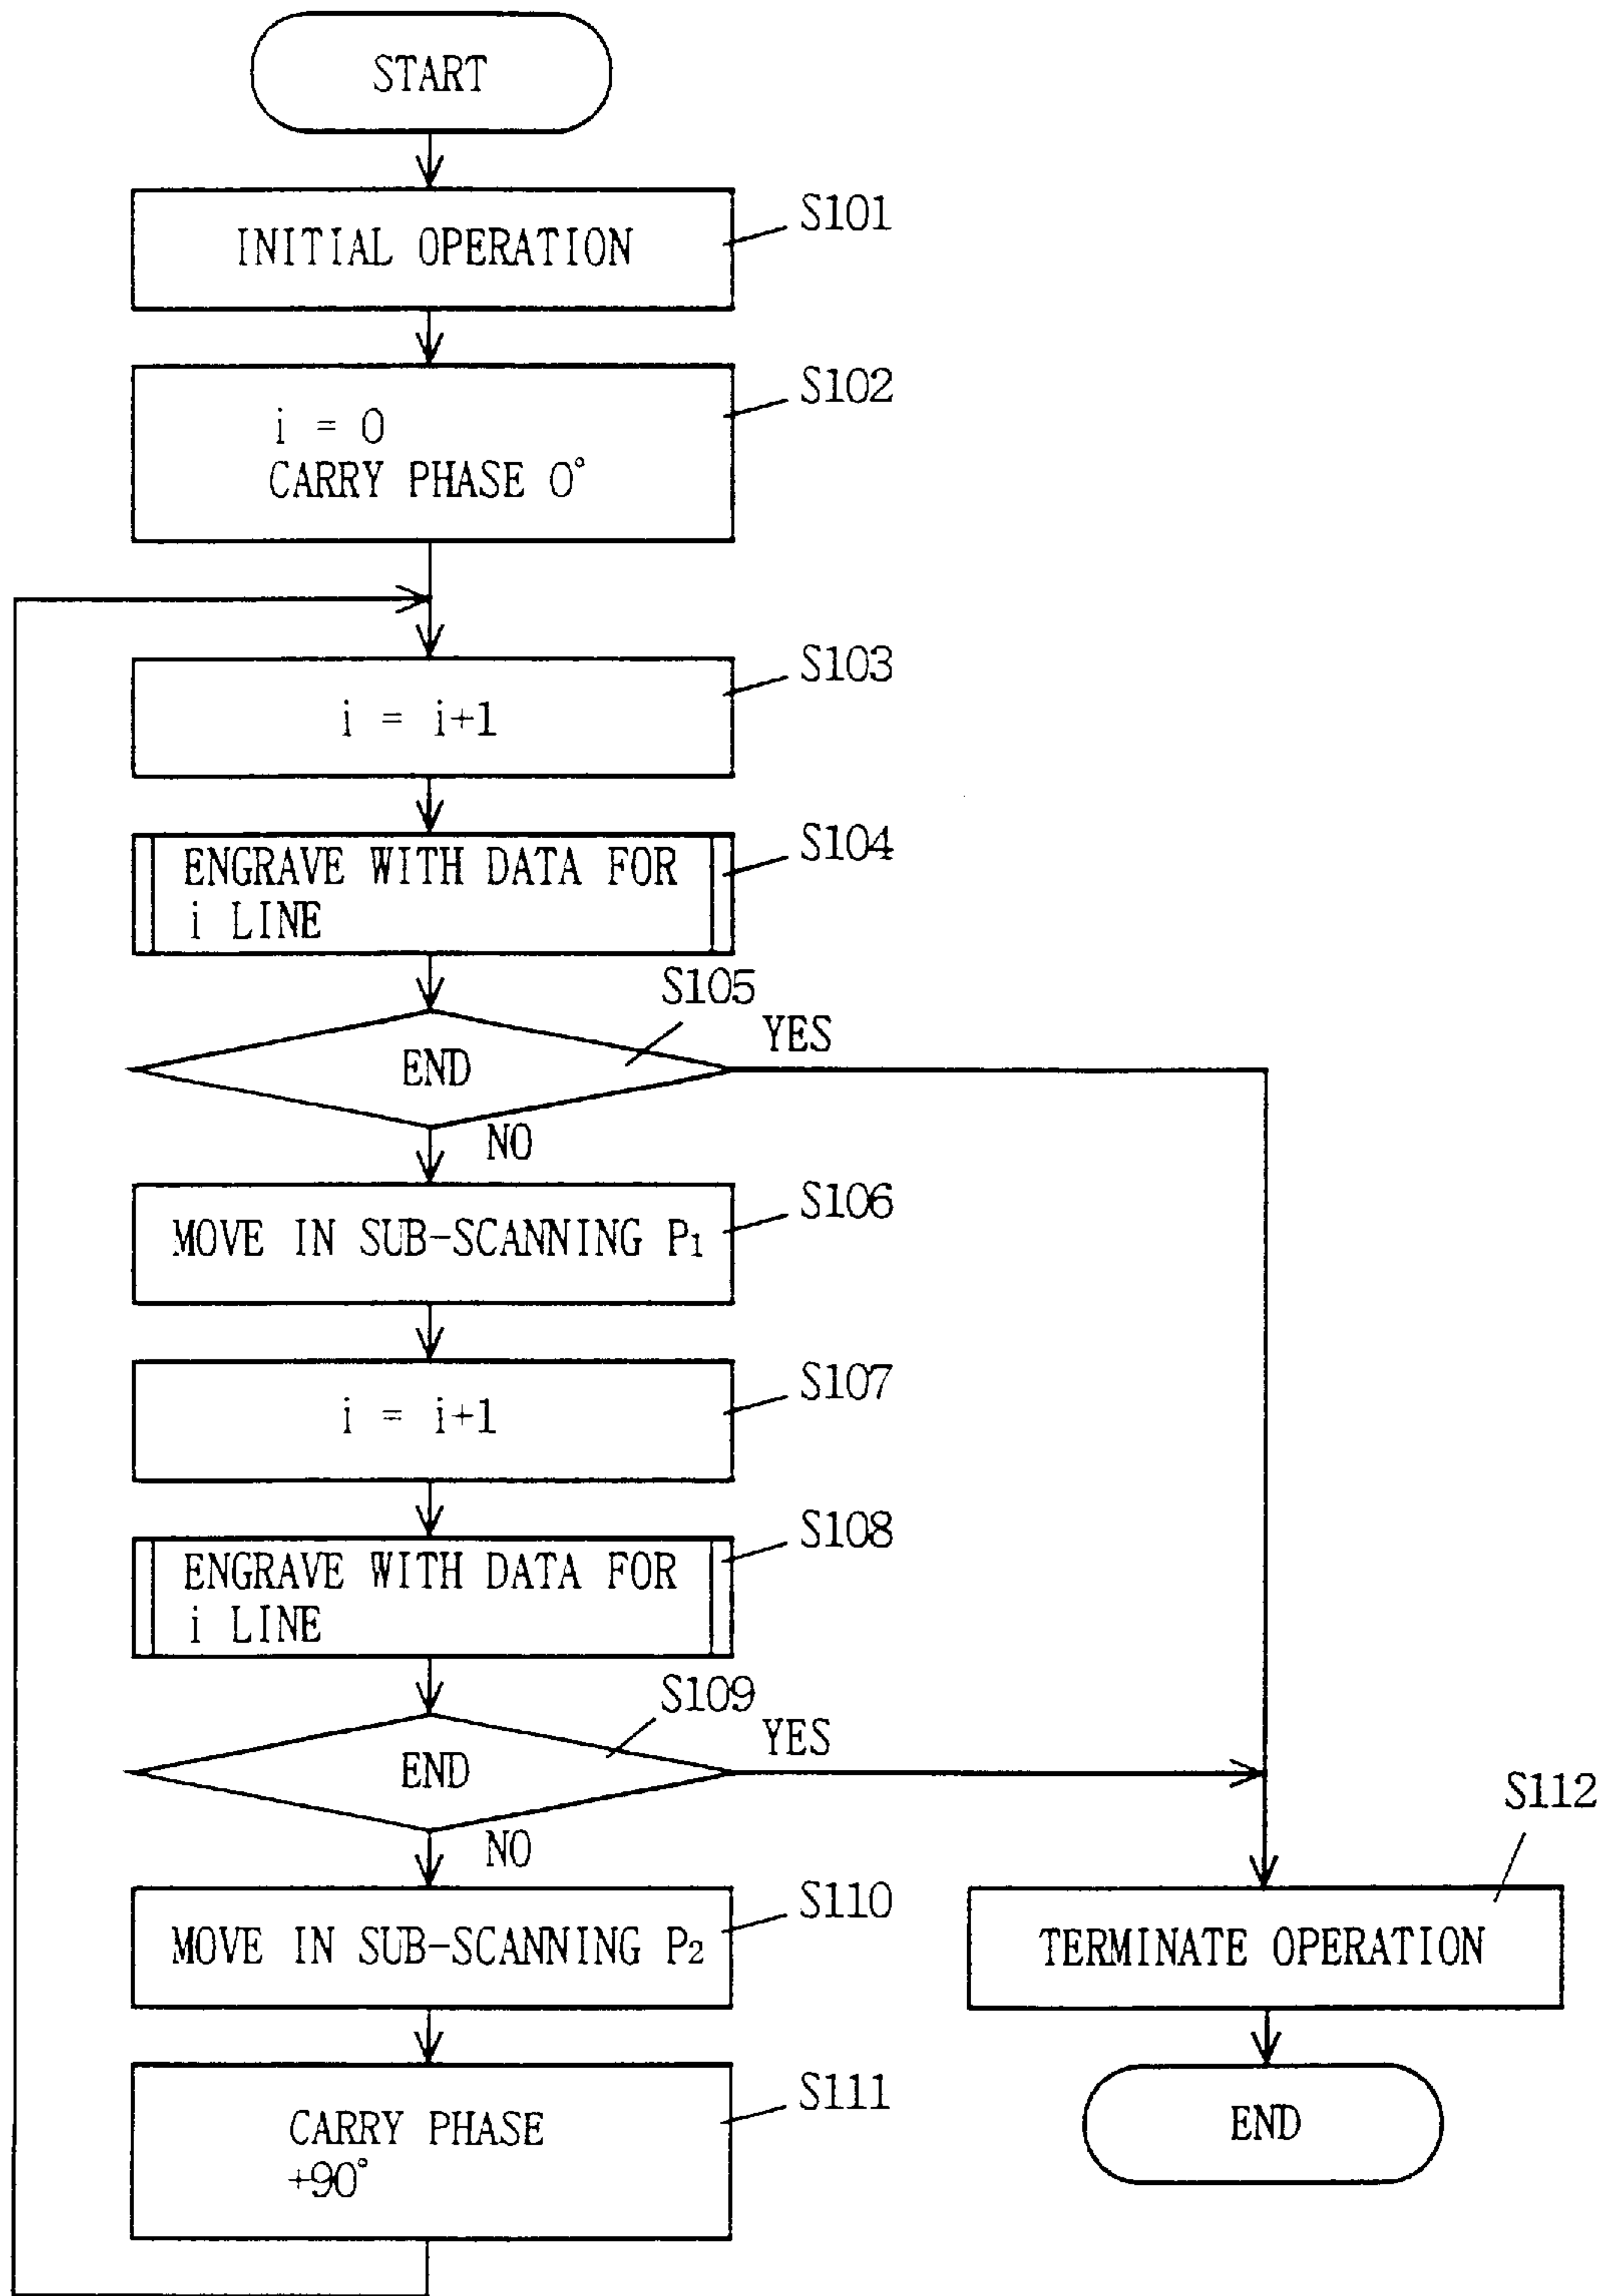 START
INITIAL OPERATION
S101
i = 0
CARRY PHASE 0°
S102
i = i+1
S103
ENGRAVE WITH DATA FOR
i LINE
S104
S105
END
YES
NO
MOVE IN SUB-SCANNING P₁
S106
i = i+1
S107
ENGRAVE WITH DATA FOR
i LINE
S108
S109
END
YES
NO
MOVE IN SUB-SCANNING P₂
S110
CARRY PHASE
+90°
S111
S112
TERMINATE OPERATION
END